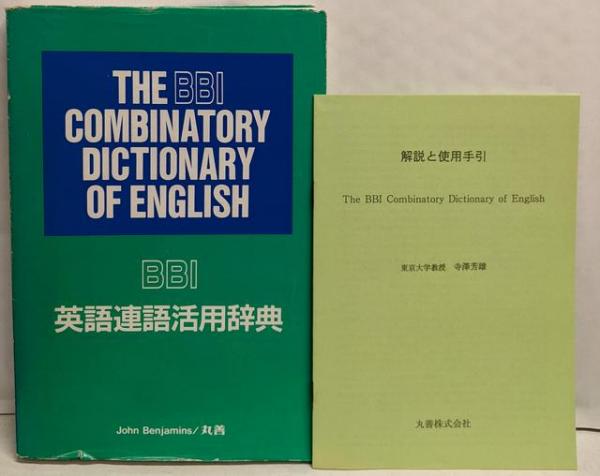 THE BBI
COMBINATORY
DICTIONARY
OF ENGLISH
BBI
英語連語活用辞典
John Benjamins/丸善
解説と使用手引
The BBI Combinatory Dictionary of English
東京大学教授 寺澤芳雄
丸善株式会社